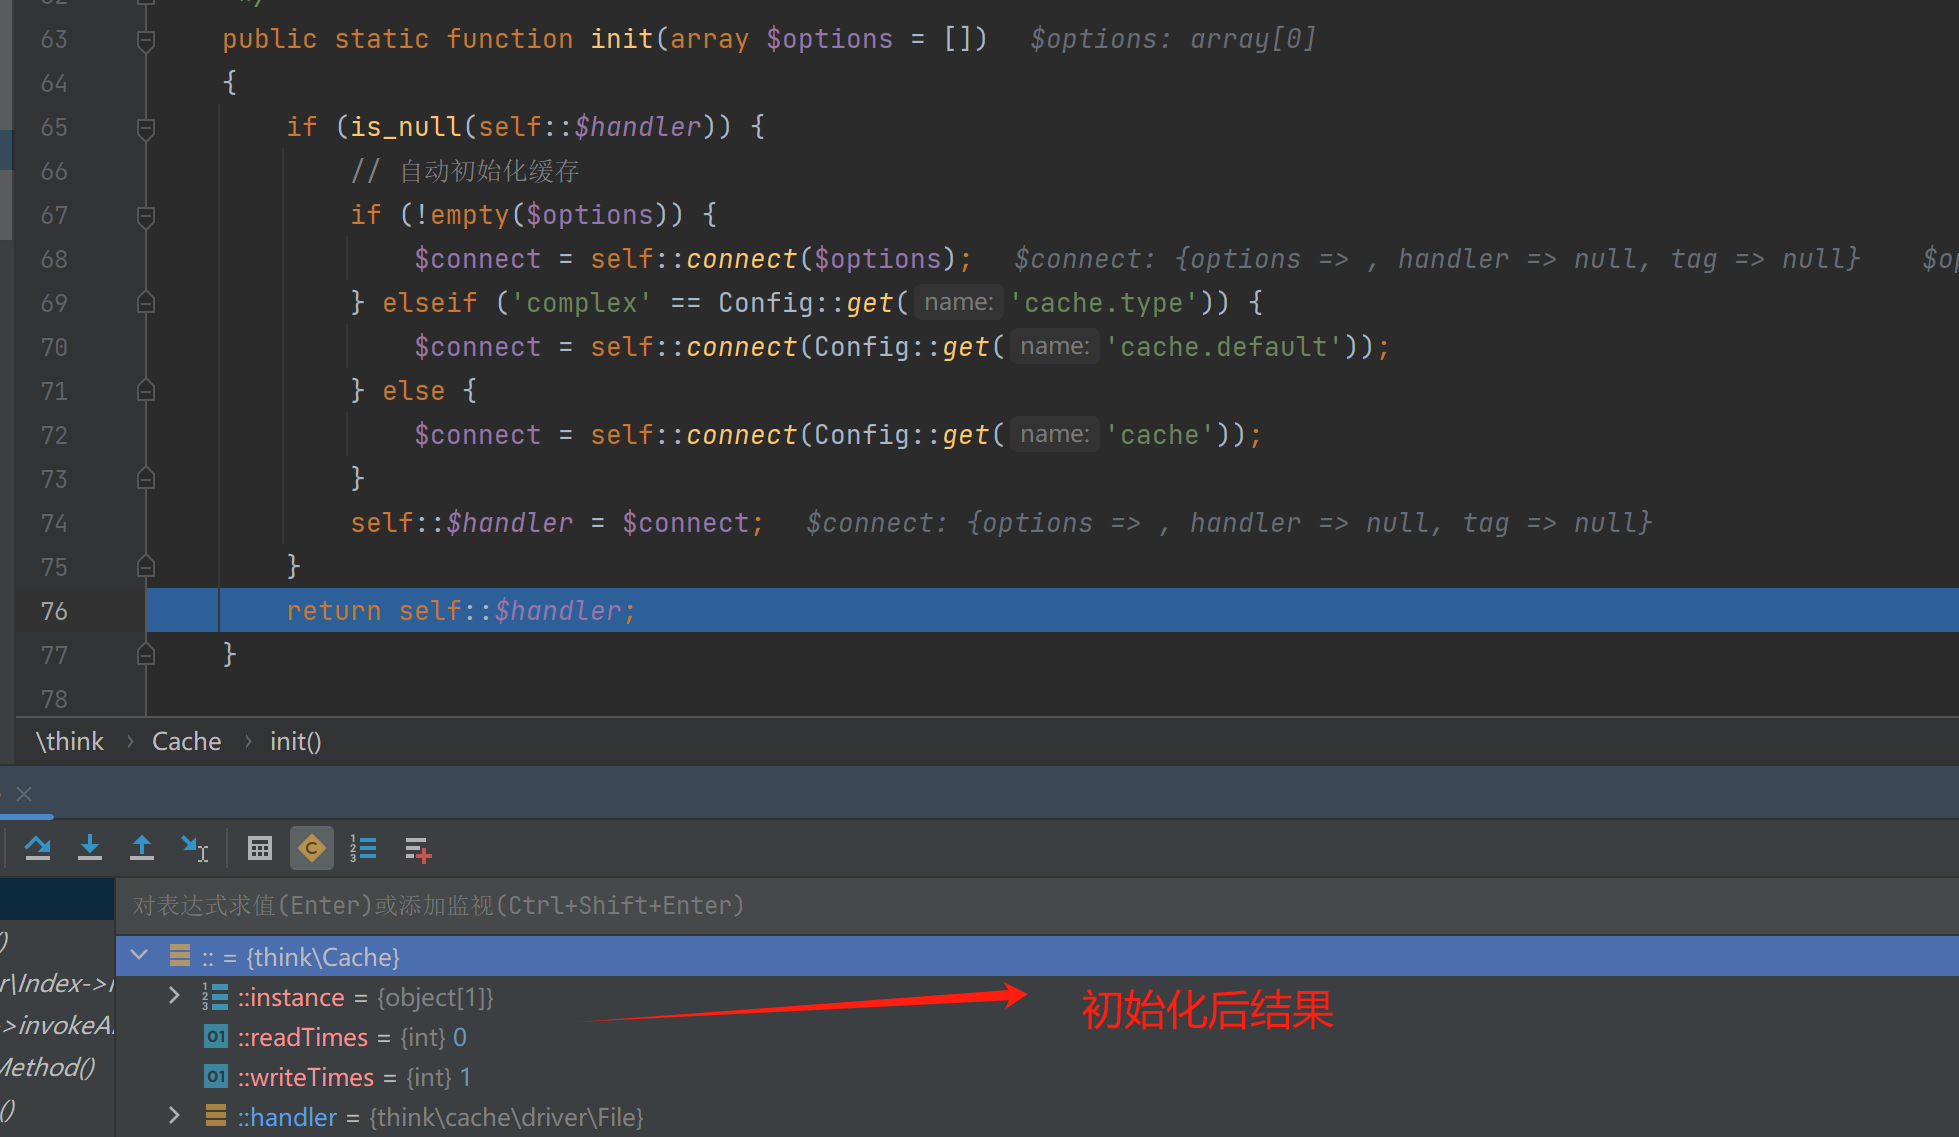 */
63 public static function init(array $options = []) $options: array[0]
64 {
65 if (is_null(self::$handler)) {
66 // 自动初始化缓存
67 if (!empty($options)) {
68 $connect = self::connect($options); $connect: {options => , handler => null, tag => null} $op
69 } elseif ('complex' == Config::get( name: 'cache.type')) {
70 $connect = self::connect(Config::get( name: 'cache.default'));
71 } else {
72 $connect = self::connect(Config::get( name: 'cache'));
73 }
74 self::$handler = $connect; $connect: {options => , handler => null, tag => null}
75 }
76 return self::$handler;
77 }
78
\think › Cache › init()
对表达式求值(Enter)或添加监视(Ctrl+Shift+Enter)
()
:: = {think\Cache}
r\Index->
::instance = {object[1]}
初始化后结果
->invokeA
::readTimes = {int} 0
Method()
::writeTimes = {int} 1
()
::handler = {think\cache\driver\File}